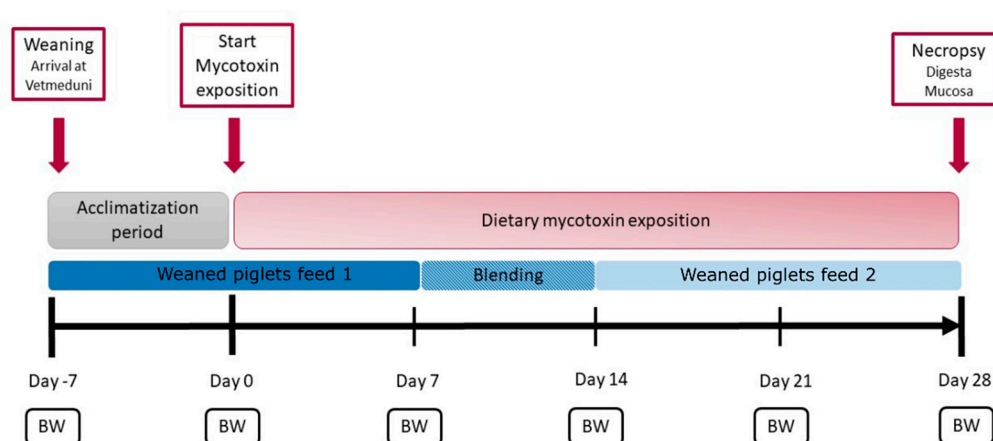 Weaning
Arrival at
Vetmeduni
Start
Mycotoxin
exposition
Necropsy
Digesta
Mucosa
Acclimatization
period
Dietary mycotoxin exposition
Weaned piglets feed 1
Blending
Weaned piglets feed 2
Day -7
Day 0
Day 7
Day 14
Day 21
Day 28
BW
BW
BW
BW
BW
BW